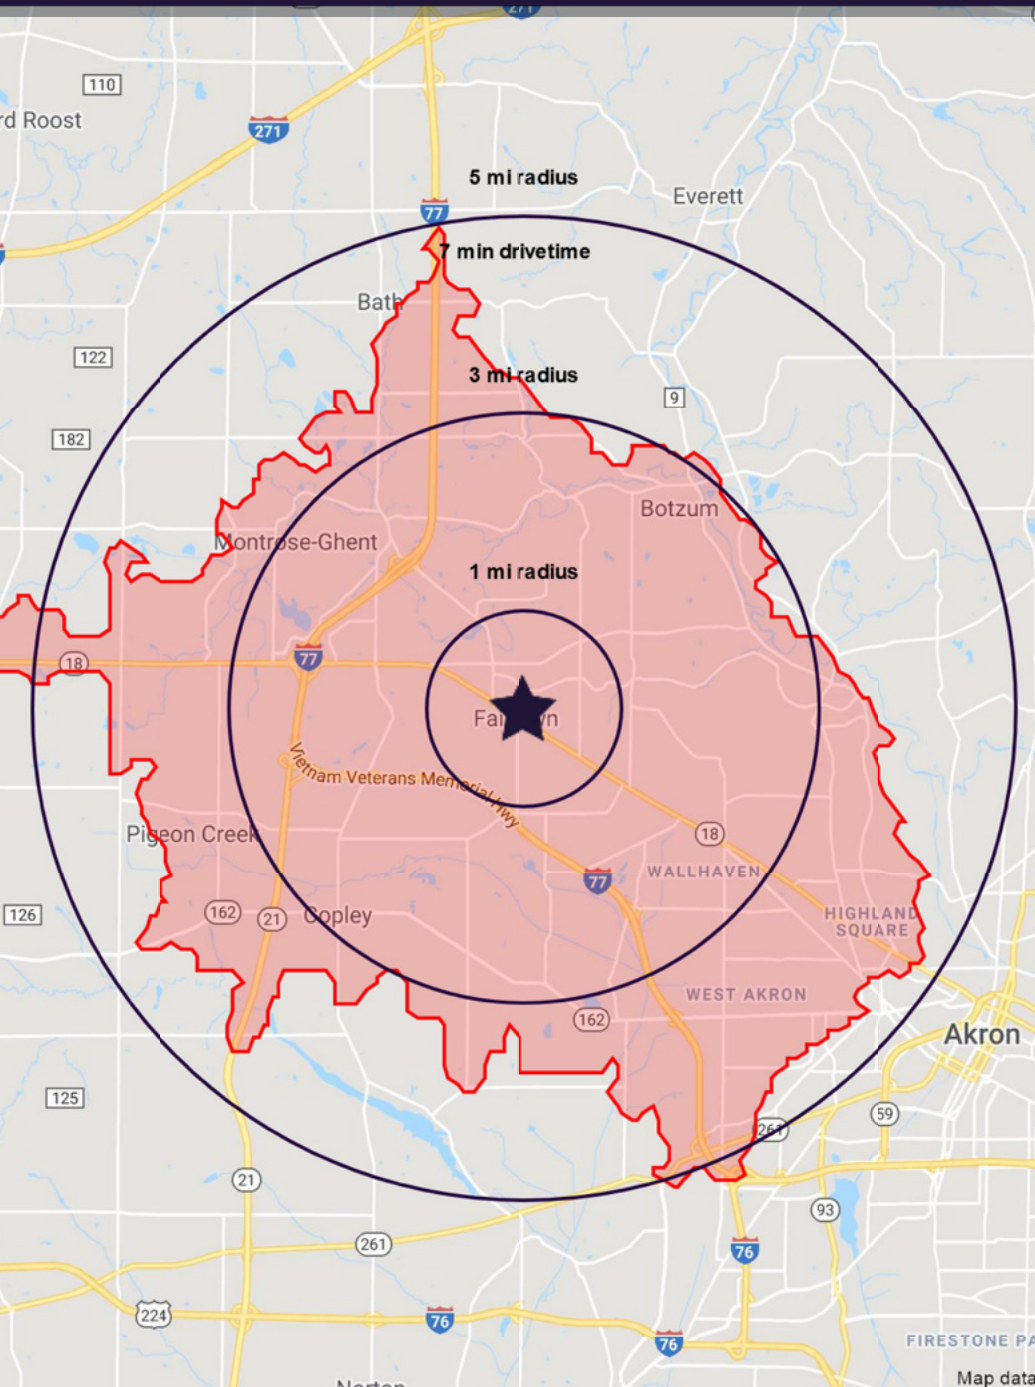 271
110
rd Roost
271
5 mi radius
Everett
77
7 min drivetime
Bath
122
3 mi radius
9
182
Botzum
Montrose-Ghent
1 mi radius
77
18
Vietnam Veterans Memorial Hwy
Pigeon Creek
18
WALLHAVEN
77
162
21
Copley
126
HIGHLAND
SQUARE
WEST AKRON
162
Akron
125
59
261
21
93
261
76
224
76
76
FIRESTONE PA
Map data